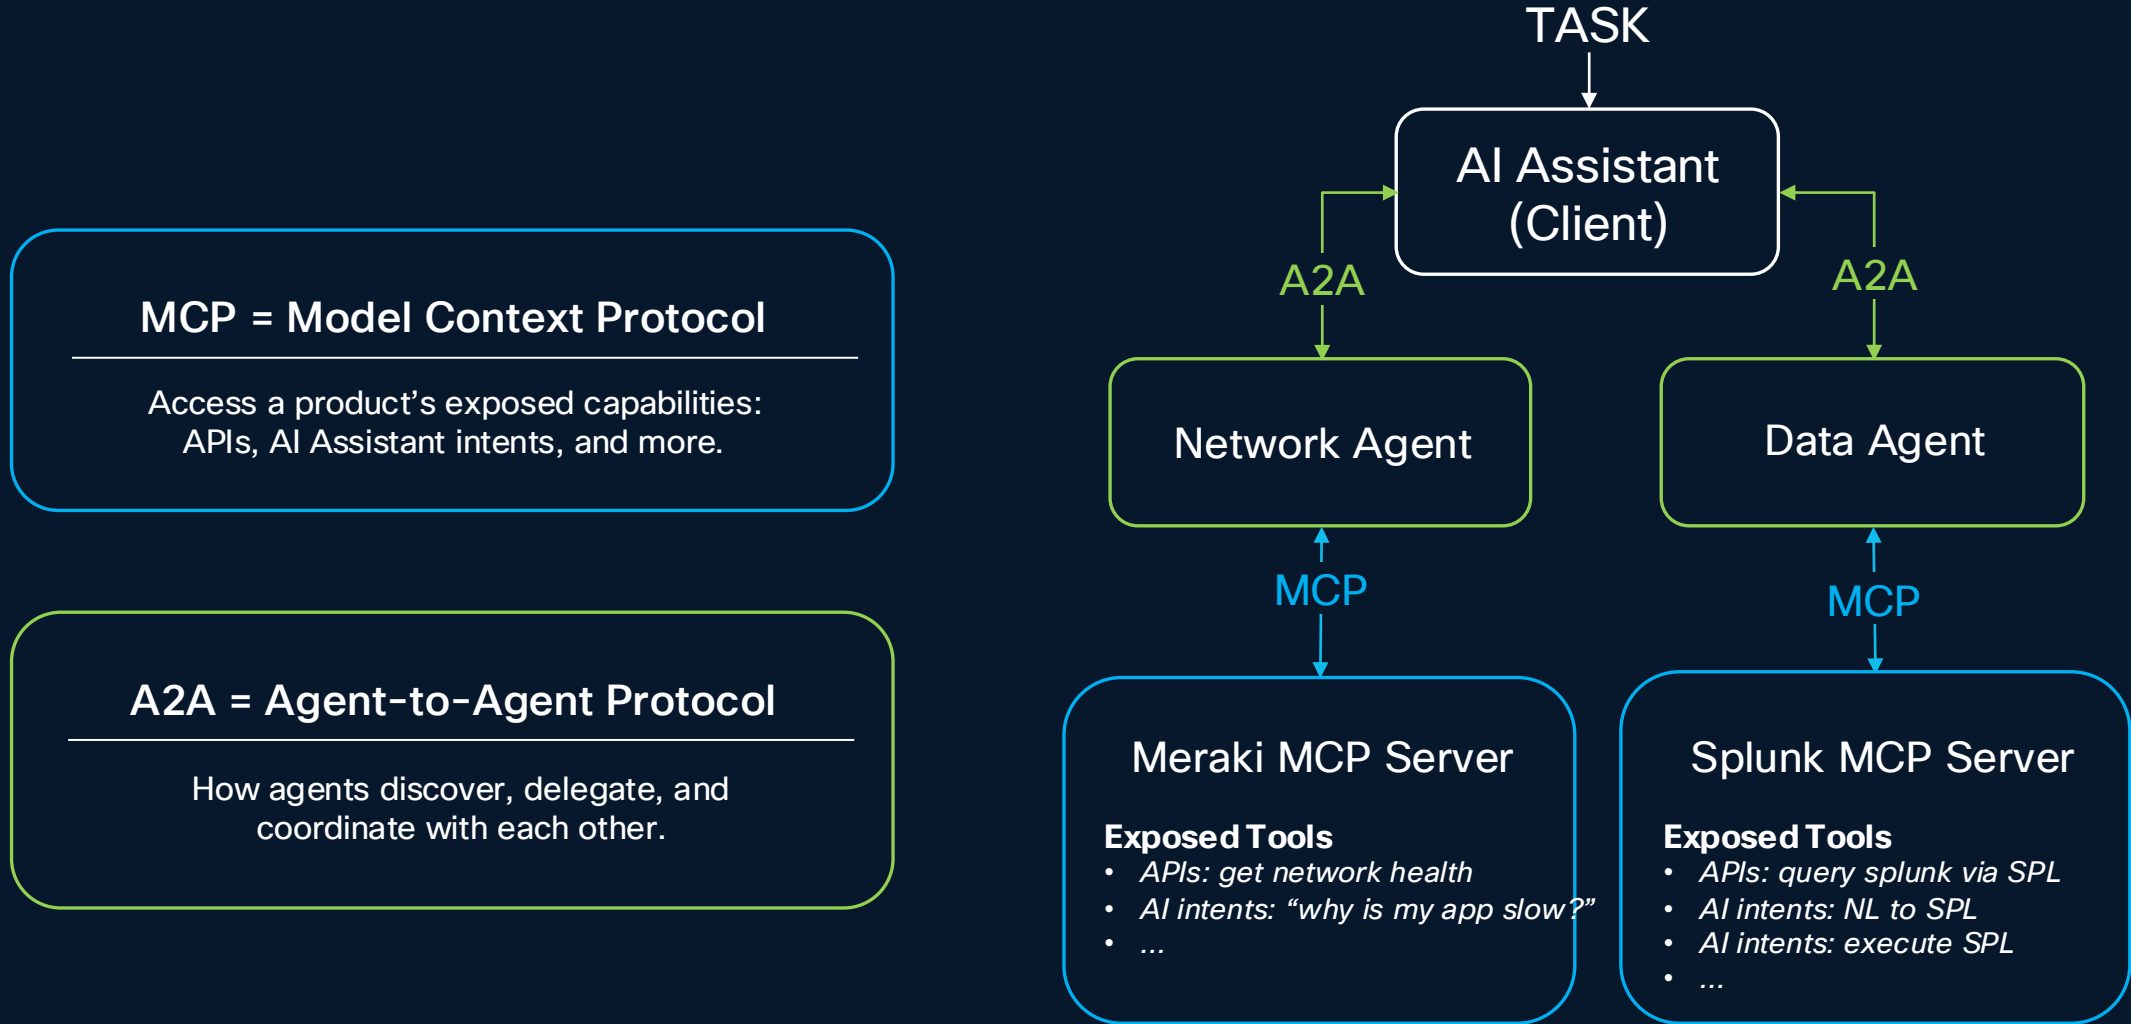 MCP = Model Context Protocol
Access a product’s exposed capabilities:
APIs, AI Assistant intents, and more.
A2A = Agent-to-Agent Protocol
How agents discover, delegate, and
coordinate with each other.
TASK
AI Assistant
(Client)
A2A
A2A
Network Agent
Data Agent
MCP
MCP
Meraki MCP Server
Exposed Tools
• APIs: get network health
• AI intents: “why is my app slow?”
• ...
Splunk MCP Server
Exposed Tools
• APIs: query splunk via SPL
• AI intents: NL to SPL
• AI intents: execute SPL
• ...